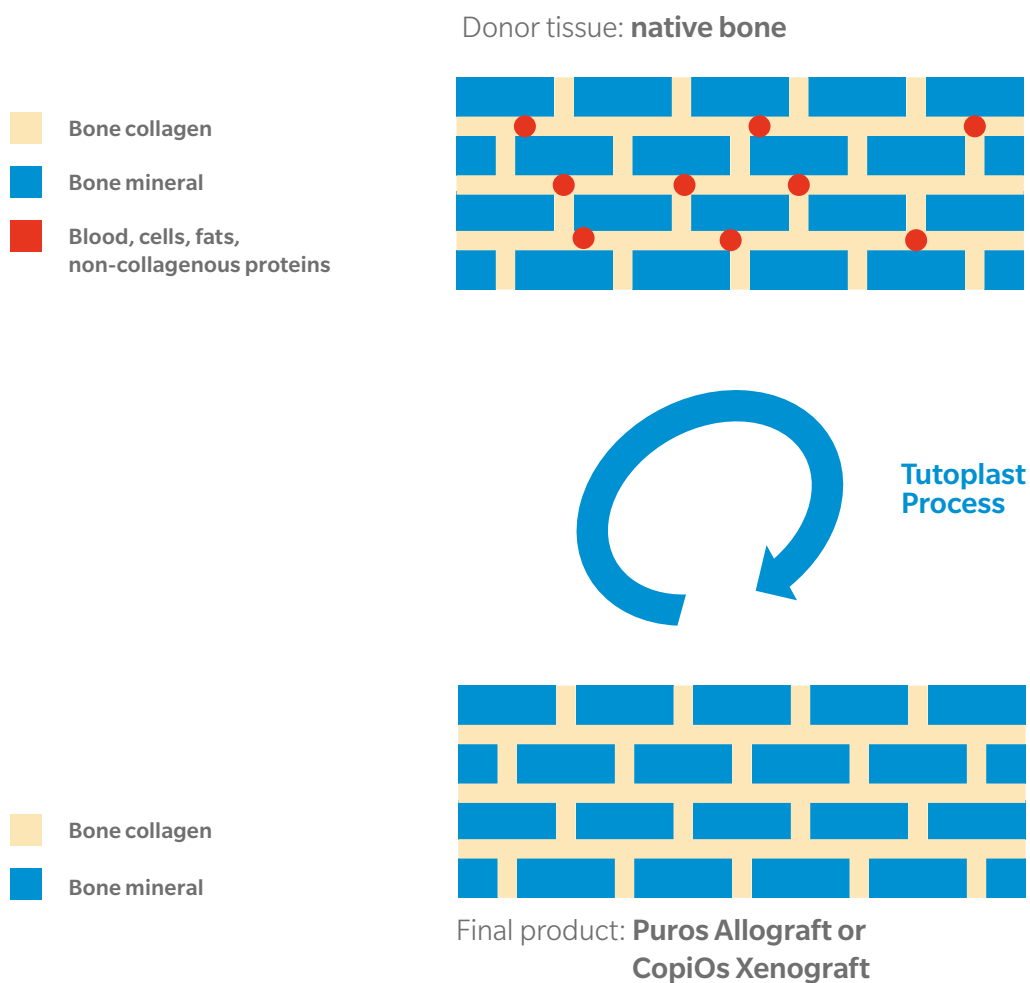 Donor tissue: native bone
Bone collagen
Bone mineral
Blood, cells, fats,
non-collagenous proteins
Tutoplast
Process
Bone collagen
Bone mineral
Final product: Puros Allograft or
CopiOs Xenograft